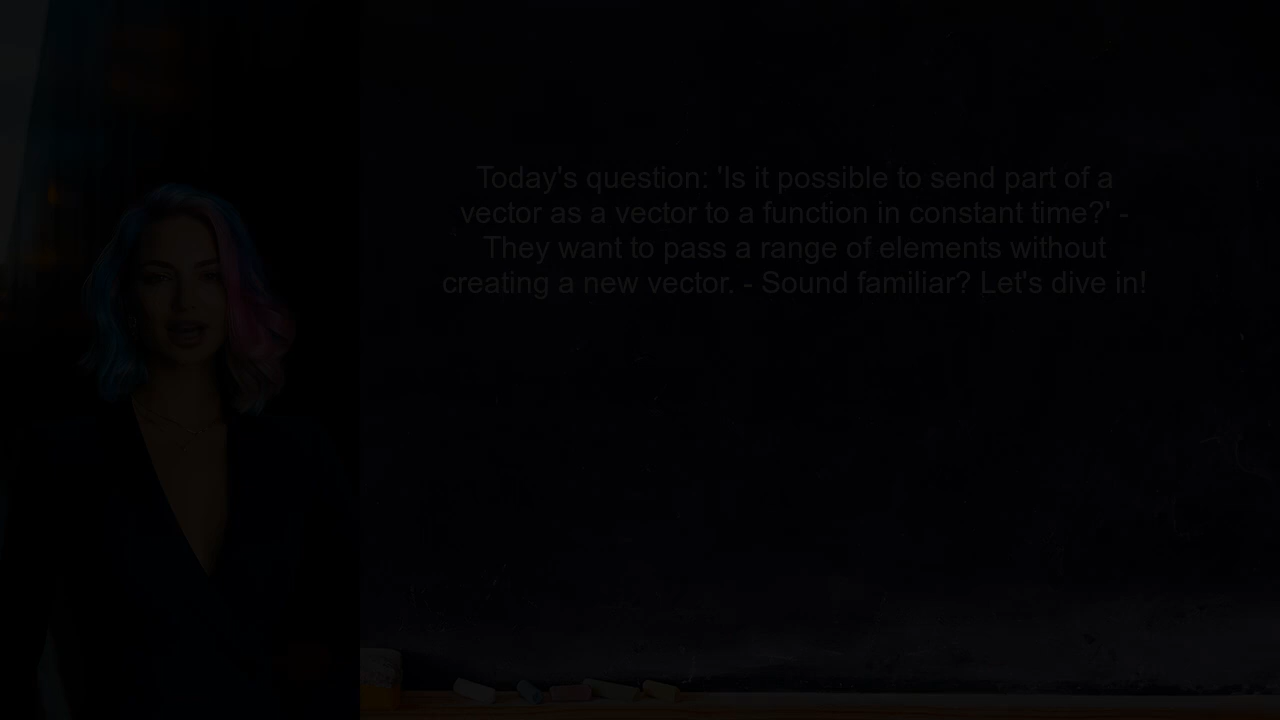 Today's question: 'Is it possible to send part of a
vector as a vector to a function in constant time?' -
They want to pass a range of elements without
creating a new vector. - Sound familiar? Let's dive in!